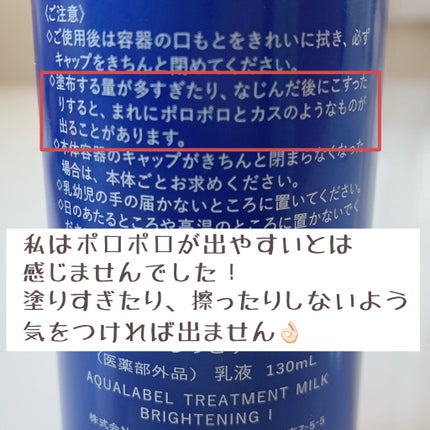 〈ご注意〉
◇ご使用後は容器の口もとをきれいに拭き、必ず
キャップをきちんと閉めてください。
◇塗布する量が多すぎたり、なじんだ後にこすった
りすると、まれにポロポロとカスのようなものが
出ることがあります。
◇本体容器のキャップがきちんと閉まらなくなった
場合は、本体ごとお求めください。
◇乳幼児の手の届かないところに置いてください。
◇日のあたるところや高温のところに置かないでく
私はポロポロが出やすいとは
感じませんでした！
塗りすぎたり、擦ったりしないよう
気をつければ出ません👌🏻
（医薬部外品） 乳液 130mL
AQUALABEL TREATMENT MILK
BRIGHTENING I
株式会社
7-5-5